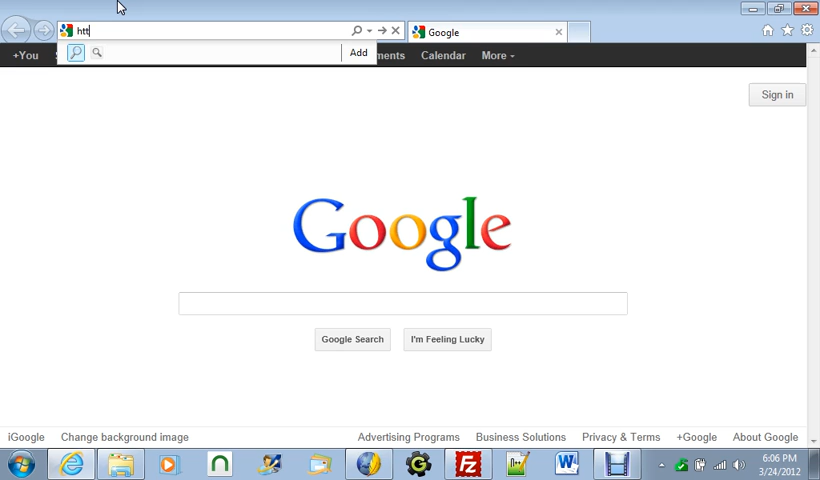 htt
Google
Add
+You
ments
Calendar
More
Sign in
Google
Google Search
I'm Feeling Lucky
iGoogle
Change background image
Advertising Programs
Business Solutions
Privacy & Terms
+Google
About Google
6:06 PM
3/24/2012